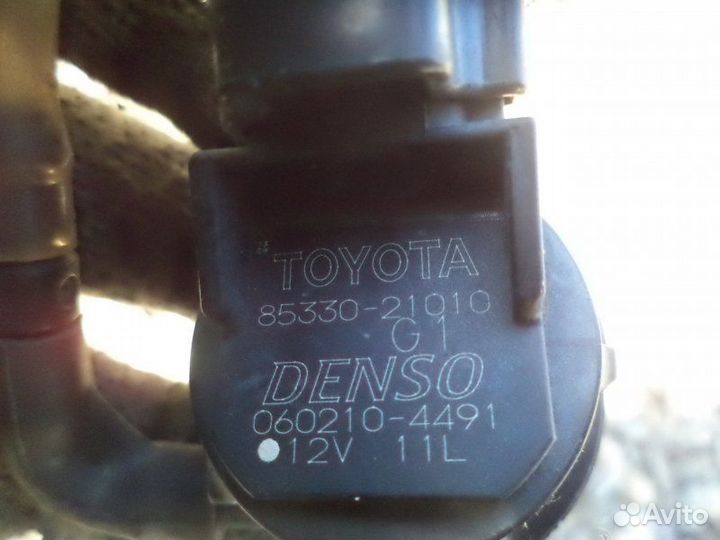 TOYOTA
85330-21010
G1
DENSO
060210-4491
12V 11L
Avito